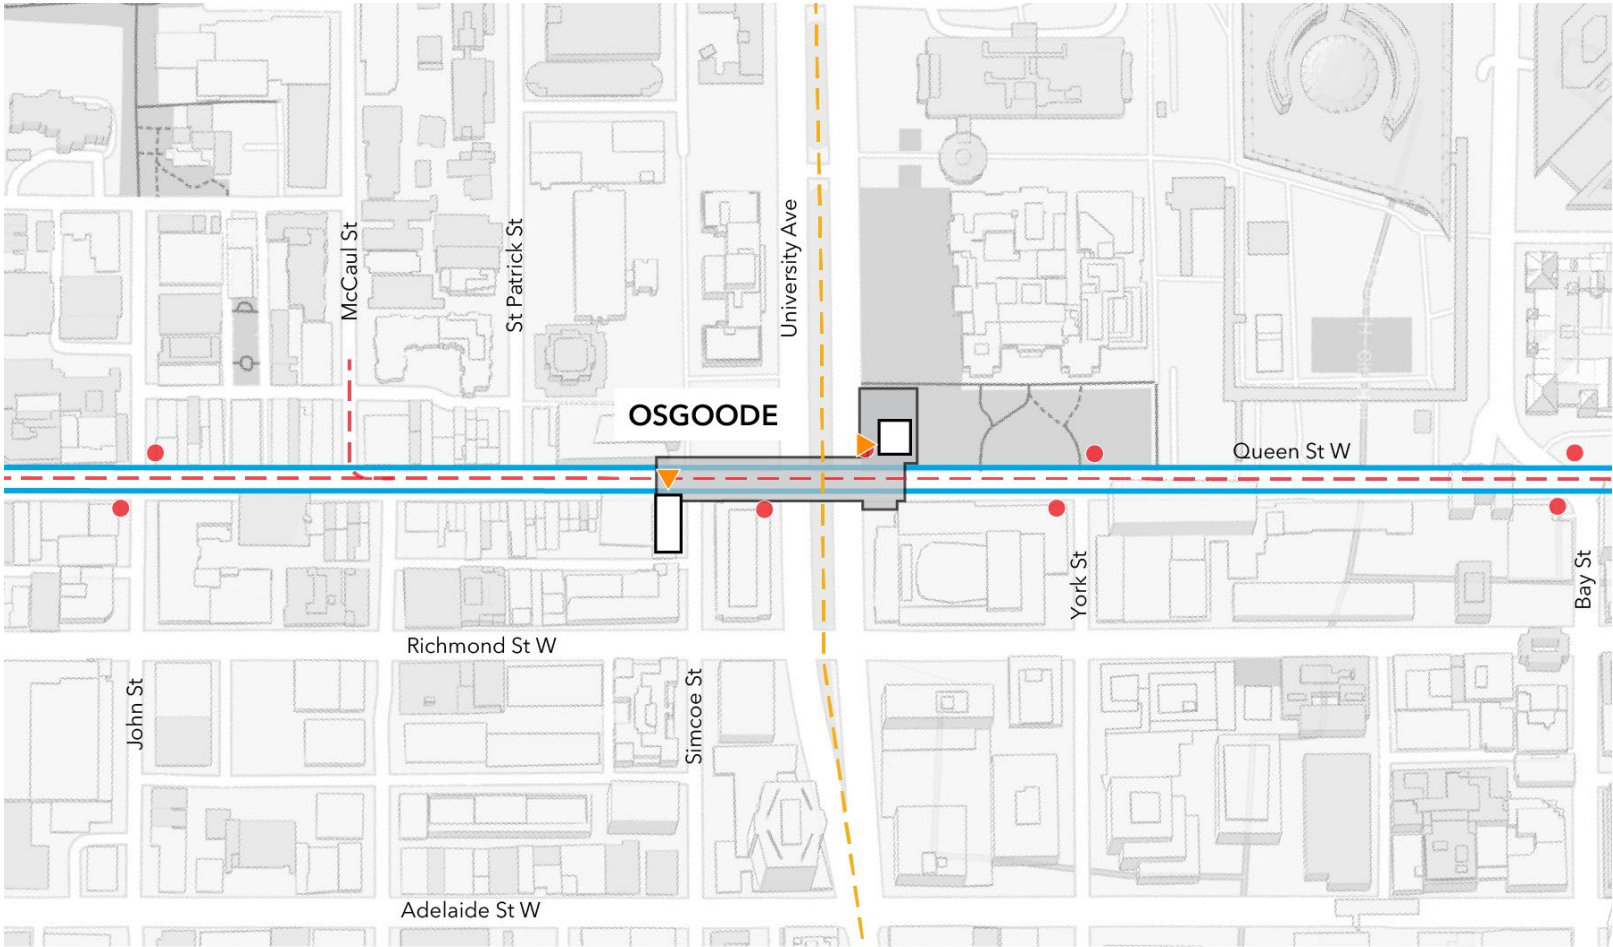 McCaul St
St Patrick St
University Ave
OSGOODE
Queen St W
York St
Bay St
Richmond St W
John St
Simcoe St
Adelaide St W